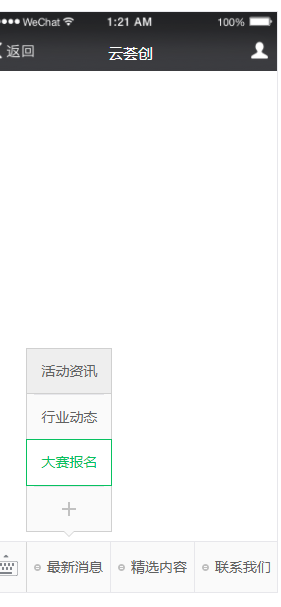 WeChat 1:21 AM 100%
返回 云荟创
活动资讯
行业动态
大赛报名
+
最新消息 精选内容 联系我们